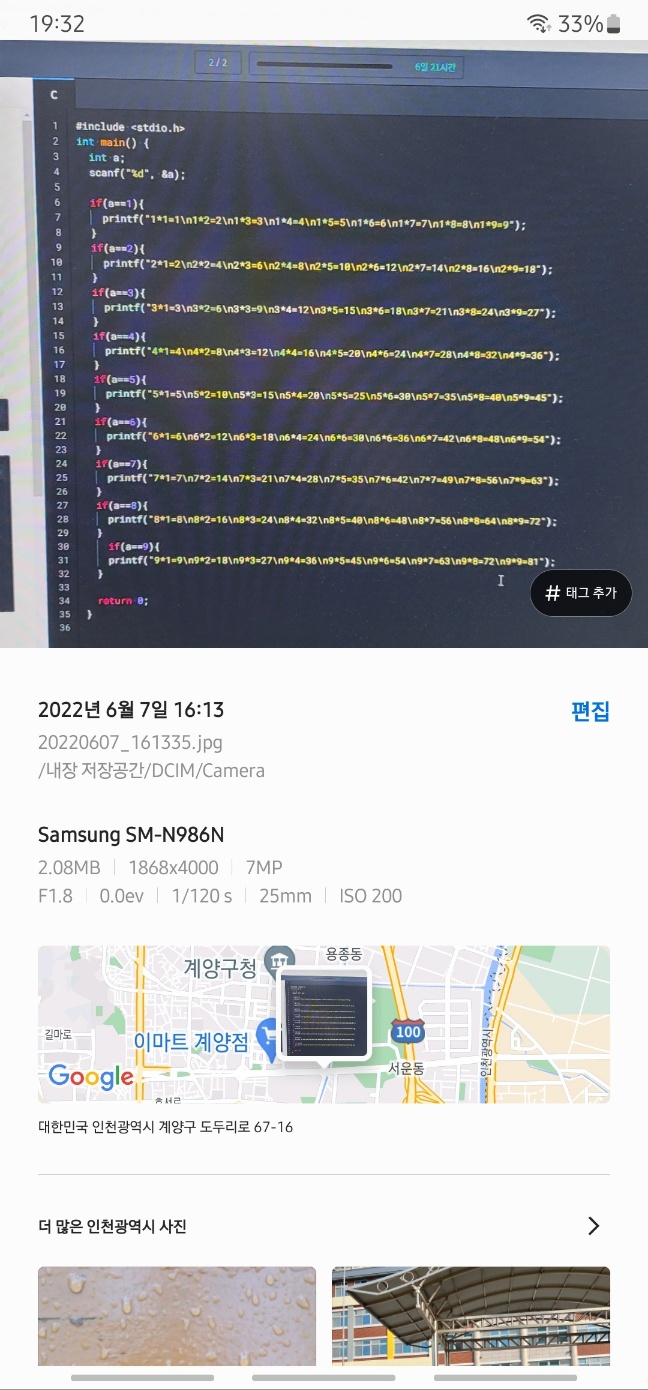 19:32
33%
2/2
6일 21시간
C
1 #include <stdio.h>
2 int main() {
3 int a;
4 scanf("%d", &a);
5
6 if(a==1){
7 printf("1*1=1\n1*2=2\n1*3=3\n1*4=4\n1*5=5\n1*6=6\n1*7=7\n1*8=8\n1*9=9");
8 }
9 if(a==2){
10 printf("2*1=2\n2*2=4\n2*3=6\n2*4=8\n2*5=10\n2*6=12\n2*7=14\n2*8=16\n2*9=18");
11 }
12 if(a==3){
13 printf("3*1=3\n3*2=6\n3*3=9\n3*4=12\n3*5=15\n3*6=18\n3*7=21\n3*8=24\n3*9=27");
14 }
15 if(a==4){
16 printf("4*1=4\n4*2=8\n4*3=12\n4*4=16\n4*5=20\n4*6=24\n4*7=28\n4*8=32\n4*9=36");
17 }
18 if(a==5){
19 printf("5*1=5\n5*2=10\n5*3=15\n5*4=20\n5*5=25\n5*6=30\n5*7=35\n5*8=40\n5*9=45");
20 }
21 if(a==6){
22 printf("6*1=6\n6*2=12\n6*3=18\n6*4=24\n6*6=30\n6*6=36\n6*7=42\n6*8=48\n6*9=54");
23 }
24 if(a==7){
25 printf("7*1=7\n7*2=14\n7*3=21\n7*4=28\n7*5=35\n7*6=42\n7*7=49\n7*8=56\n7*9=63");
26 }
27 if(a==8){
28 printf("8*1=8\n8*2=16\n8*3=24\n8*4=32\n8*5=40\n8*6=48\n8*7=56\n8*8=64\n8*9=72");
29 }
30 if(a==9){
31 printf("9*1=9\n9*2=18\n9*3=27\n9*4=36\n9*5=45\n9*6=54\n9*7=63\n9*8=72\n9*9=81");
32 }
33
34 return 0;
35 }
36
# 태그 추가
2022년 6월 7일 16:13
편집
20220607_161335.jpg
/내장 저장공간/DCIM/Camera
Samsung SM-N986N
2.08MB 1868x4000 7MP
F1.8 0.0ev 1/120 s 25mm ISO 200
용종동
계양구청
길마로
이마트 계양점
100
인천광역시
서운동
Google
대한민국 인천광역시 계양구 도두리로 67-16
더 많은 인천광역시 사진